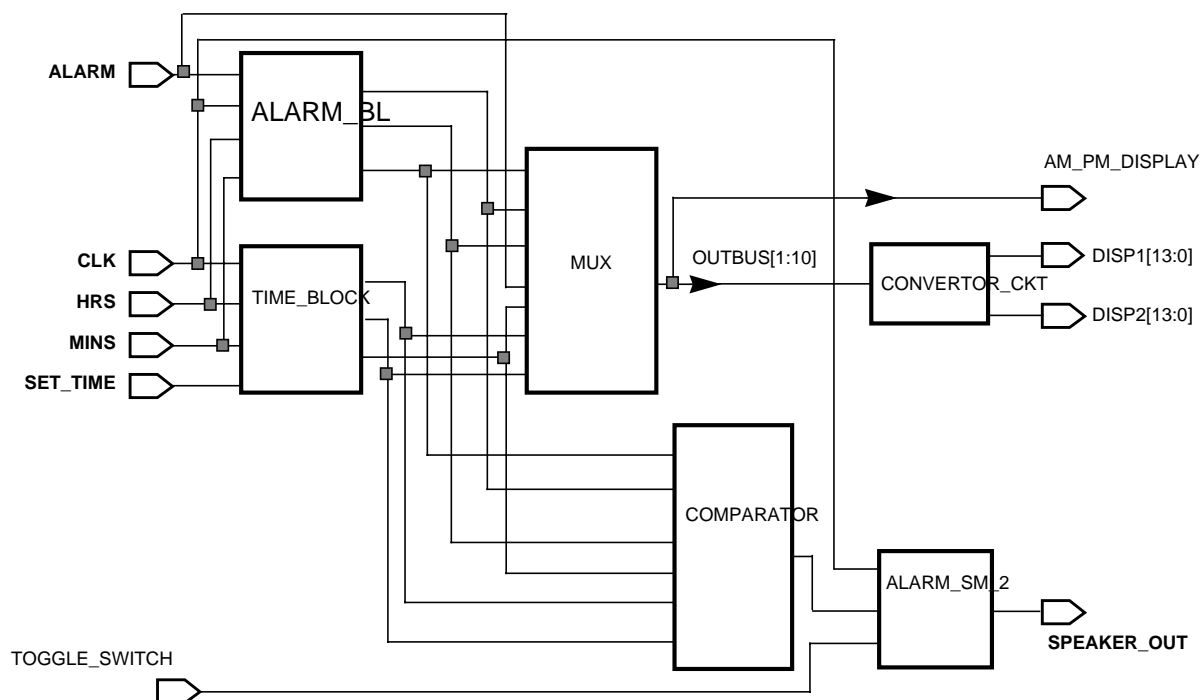 ALARM
ALARM_BL
AM_PM_DISPLAY
CLK
OUTBUS[1:10]
MUX
DISP1[13:0]
HRS
TIME_BLOCK
CONVERTOR_CKT
DISP2[13:0]
MINS
SET_TIME
COMPARATOR
ALARM_SM_2
SPEAKER_OUT
TOGGLE_SWITCH